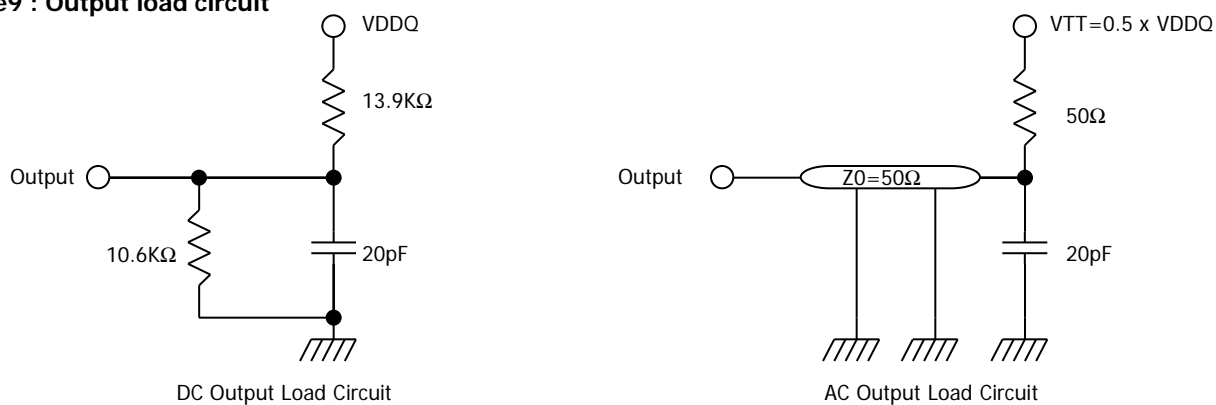 e9 : Output load circuit
VDDQ
13.9KΩ
Output
10.6KΩ
20pF
DC Output Load Circuit
VTT=0.5 x VDDQ
50Ω
Output
Z0=50Ω
20pF
AC Output Load Circuit